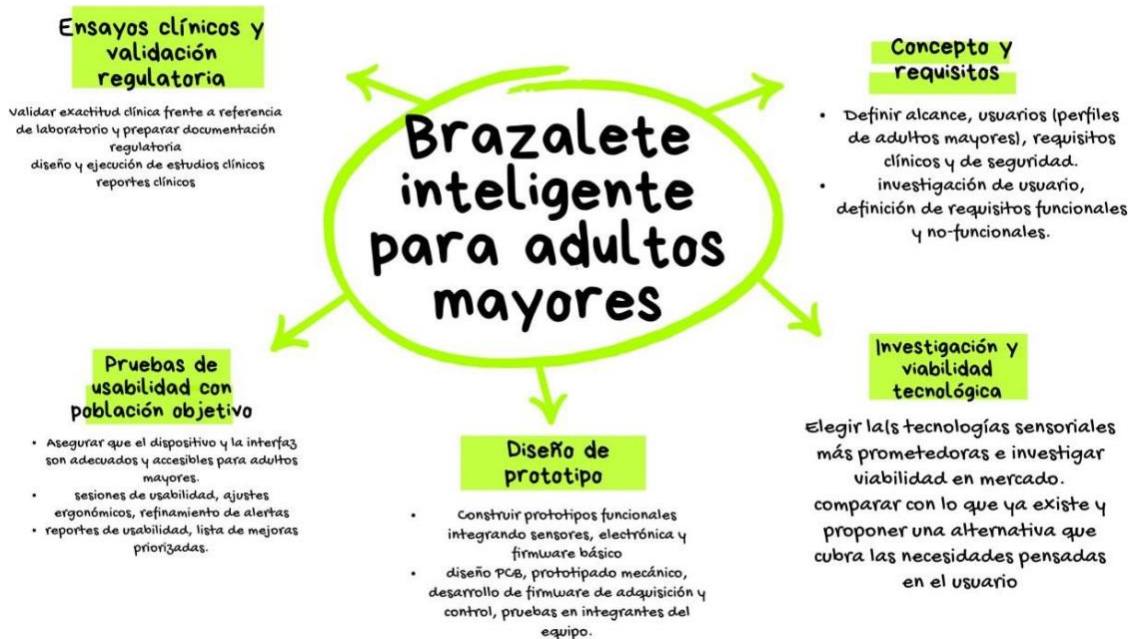 Brazalete
inteligente
para adultos
mayores
Concepto y
requisitos
• Definir alcance, usuarios (perfiles
de adultos mayores), requisitos
clínicos y de seguridad.
• investigación de usuario,
definición de requisitos funcionales
y no-funcionales.
Investigación y
viabilidad
tecnológica
Elegir la(s tecnologías sensoriales
más prometedoras e investigar
viabilidad en mercado.
comparar con lo que ya existe y
proponer una alternativa que
cubra las necesidades pensadas
en el usuario
Diseño de
prototipo
• Construir prototipos funcionales
integrando sensores, electrónica y
firmware básico
• diseño PCB, prototipado mecánico,
desarrollo de firmware de adquisición y
control, pruebas en integrantes del
equipo.
Pruebas de
usabilidad con
población objetivo
• Asegurar que el dispositivo y la interfaz
son adecuados y accesibles para adultos
mayores.
• sesiones de usabilidad, ajustes
ergonómicos, refinamiento de alertas
• reportes de usabilidad, lista de mejoras
priorizadas.
Ensayos clínicos y
validación
regulatoria
Validar exactitud clínica frente a referencia
de laboratorio y preparar documentación
regulatoria
diseño y ejecución de estudios clínicos
reportes clínicos